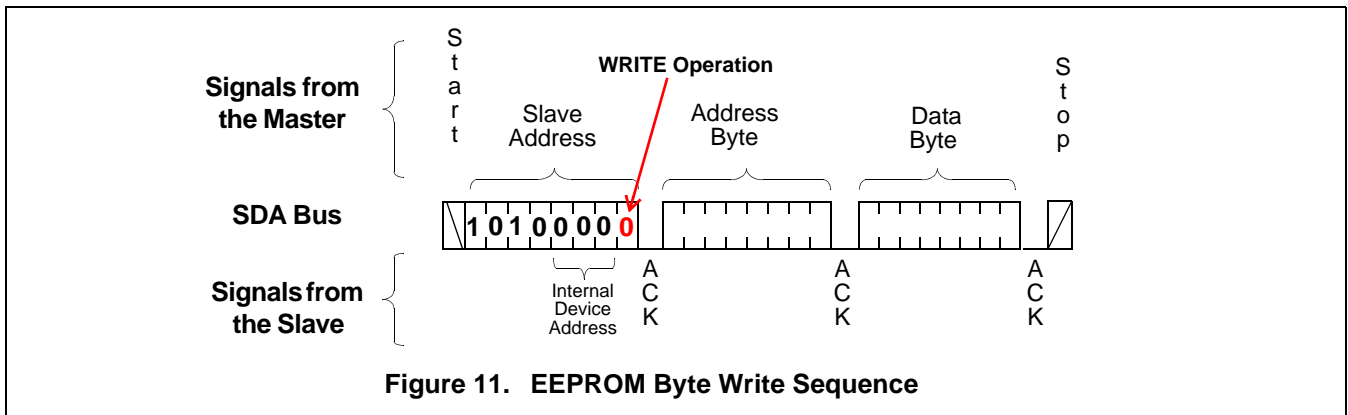 Start
WRITE Operation
Stop
Signals from
the Master
Slave
Address
Address
Byte
Data
Byte
SDA Bus
1 0 1 0 0 0 0 0
Signals from
the Slave
Internal
Device
Address
ACK
ACK
ACK
Figure 11. EEPROM Byte Write Sequence